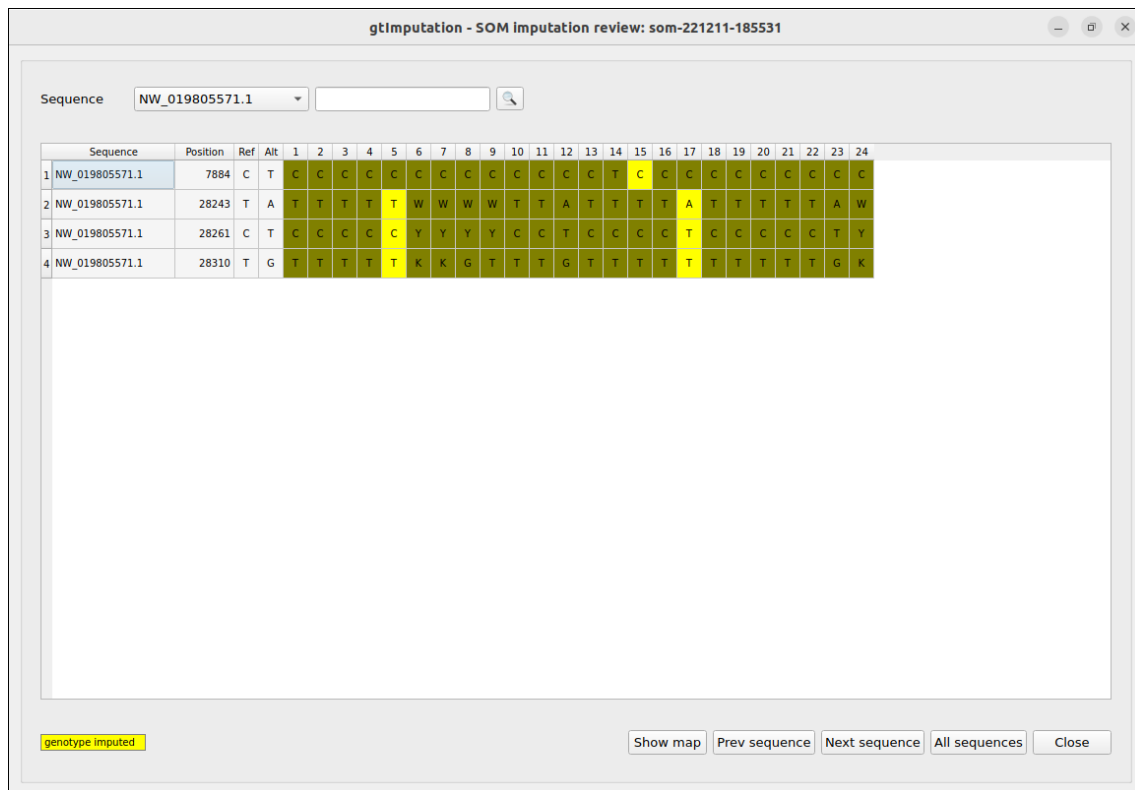 gtImputation - SOM imputation review: som-221211-185531
Sequence NW_019805571.1
Sequence Position Ref Alt 1 2 3 4 5 6 7 8 9 10 11 12 13 14 15 16 17 18 19 20 21 22 23 24
1 NW_019805571.1 7884 C T C C C C C C C C C C C C C T C C C C C C C C C C
2 NW_019805571.1 28243 T A T T T T T W W W W T T A T T T T A T T T T T A W
3 NW_019805571.1 28261 C T C C C C C Y Y Y Y C C T C C C C T C C C C C T Y
4 NW_019805571.1 28310 T G T T T T T K K G T T T G T T T T T T T T T T G K
genotype imputed Show map Prev sequence Next sequence All sequences Close